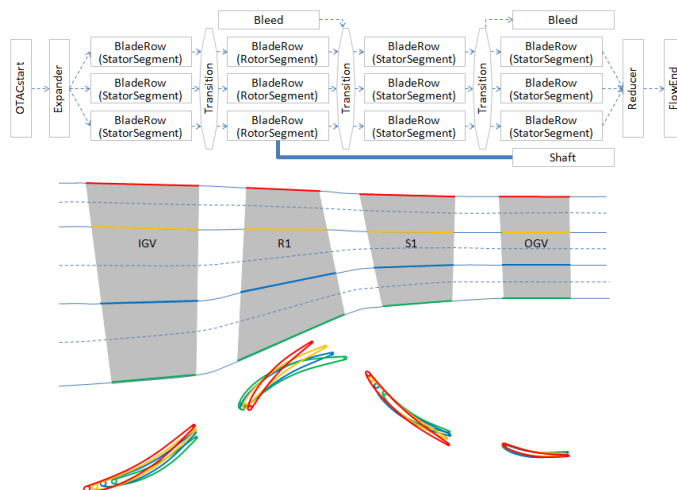 Bleed
Bleed
OTACstart
Expander
BladeRow
(StatorSegment)
BladeRow
(StatorSegment)
BladeRow
(StatorSegment)
Transition
BladeRow
(RotorSegment)
BladeRow
(RotorSegment)
BladeRow
(RotorSegment)
Transition
BladeRow
(StatorSegment)
BladeRow
(StatorSegment)
BladeRow
(StatorSegment)
Transition
BladeRow
(StatorSegment)
BladeRow
(StatorSegment)
BladeRow
(StatorSegment)
Reducer
FlowEnd
Shaft
IGV
R1
S1
OGV